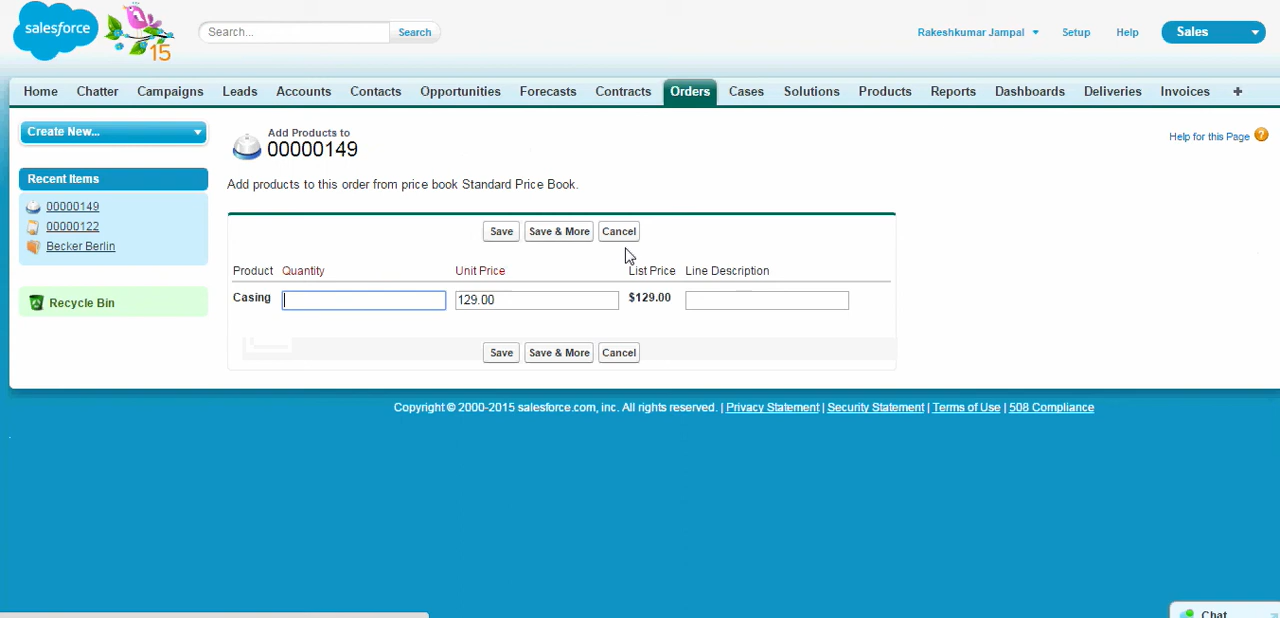 salesforce
15
Search...
Search
Rakeshkumar Jampal
Setup
Help
Sales
Home Chatter Campaigns Leads Accounts Contacts Opportunities Forecasts Contracts Orders Cases Solutions Products Reports Dashboards Deliveries Invoices +
Create New...
Recent Items
00000149
00000122
Becker Berlin
Recycle Bin
Add Products to
00000149
Help for this Page ?
Add products to this order from price book Standard Price Book.
Save Save & More Cancel
Product Quantity Unit Price List Price Line Description
Casing 129.00 $129.00
Save Save & More Cancel
Copyright © 2000-2015 salesforce.com, inc. All rights reserved. | Privacy Statement | Security Statement | Terms of Use | 508 Compliance
Chat